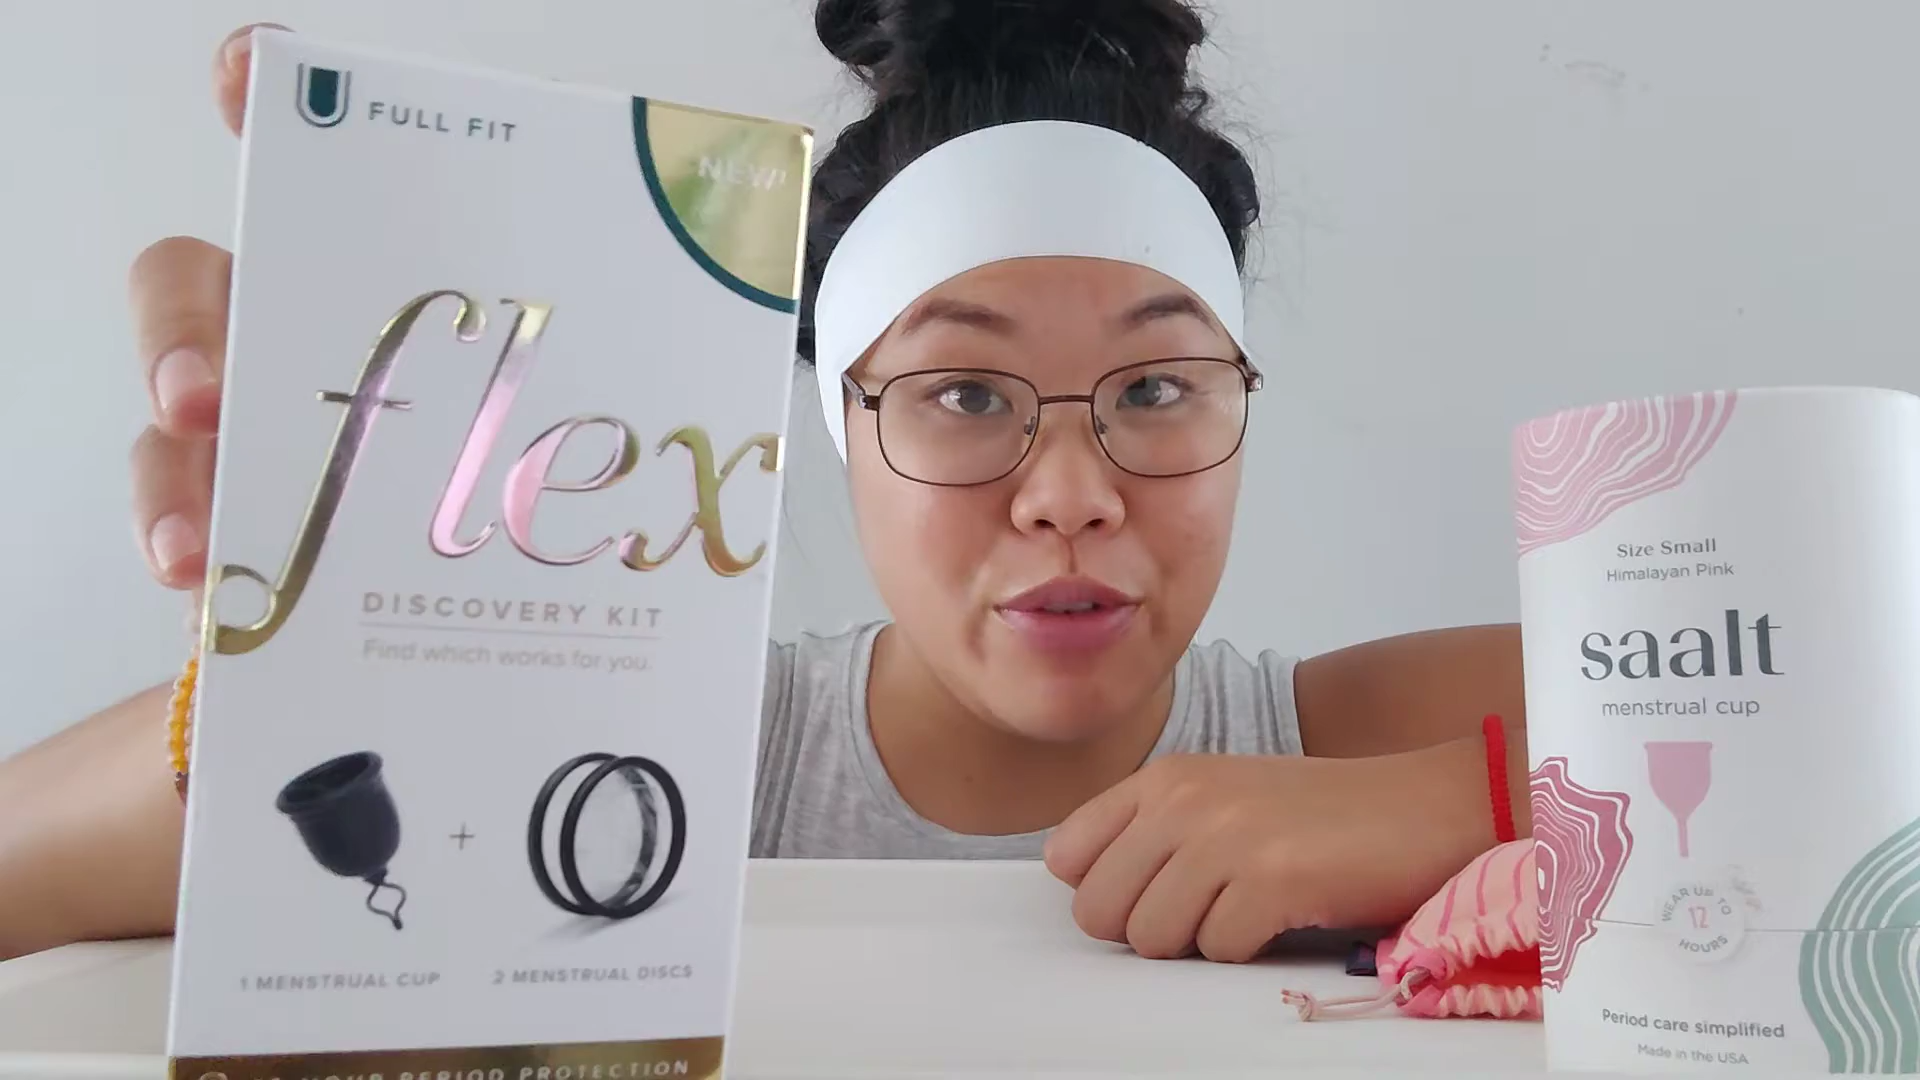 FULL FIT
NEW!
flex
DISCOVERY KIT
Find which works for you.
+
1 MENSTRUAL CUP
2 MENSTRUAL DISCS
HOUR PERIOD PROTECTION
Size Small
Himalayan Pink
saalt
menstrual cup
WEAR UP TO
12
HOURS
Period care simplified
Made in the USA